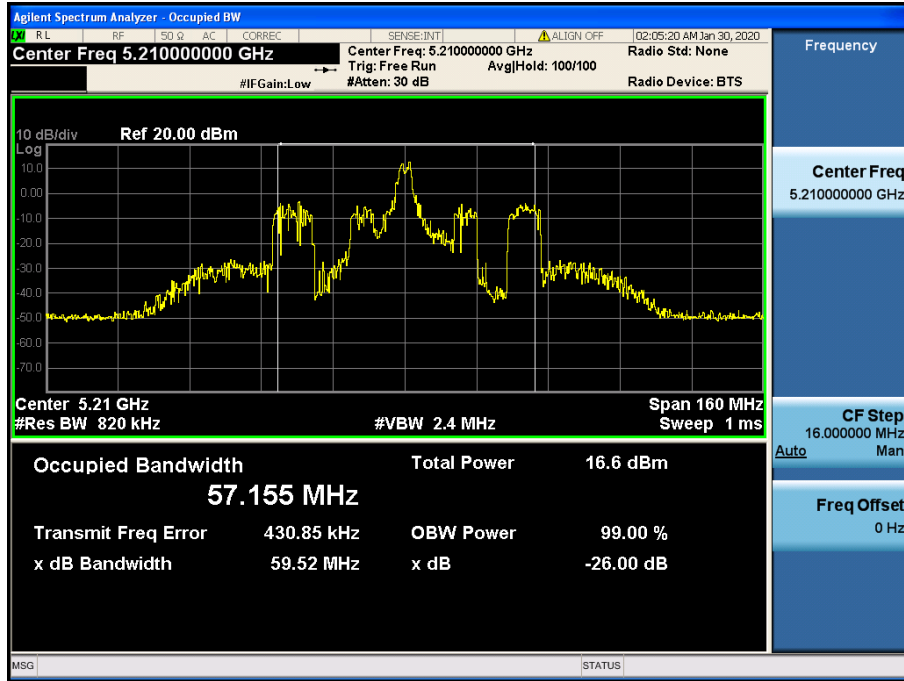 Agilent Spectrum Analyzer - Occupied BW
LXI RL RF 50 Ω AC CORREC SENSE:INT ALIGN OFF 02:05:20 AM Jan 30, 2020
Center Freq 5.210000000 GHz
Center Freq: 5.210000000 GHz
Radio Std: None
Trig: Free Run
Avg|Hold: 100/100
#IFGain:Low
#Atten: 30 dB
Radio Device: BTS
10 dB/div
Ref 20.00 dBm
Log
10.0
0.00
-10.0
-20.0
-30.0
-40.0
-50.0
-60.0
-70.0
Center 5.21 GHz
Span 160 MHz
#Res BW 820 kHz
#VBW 2.4 MHz
Sweep 1 ms
Occupied Bandwidth
Total Power
16.6 dBm
57.155 MHz
Transmit Freq Error
430.85 kHz
OBW Power
99.00 %
x dB Bandwidth
59.52 MHz
x dB
-26.00 dB
Frequency
Center Freq
5.210000000 GHz
CF Step
16.000000 MHz
Auto Man
Freq Offset
0 Hz
MSG
STATUS